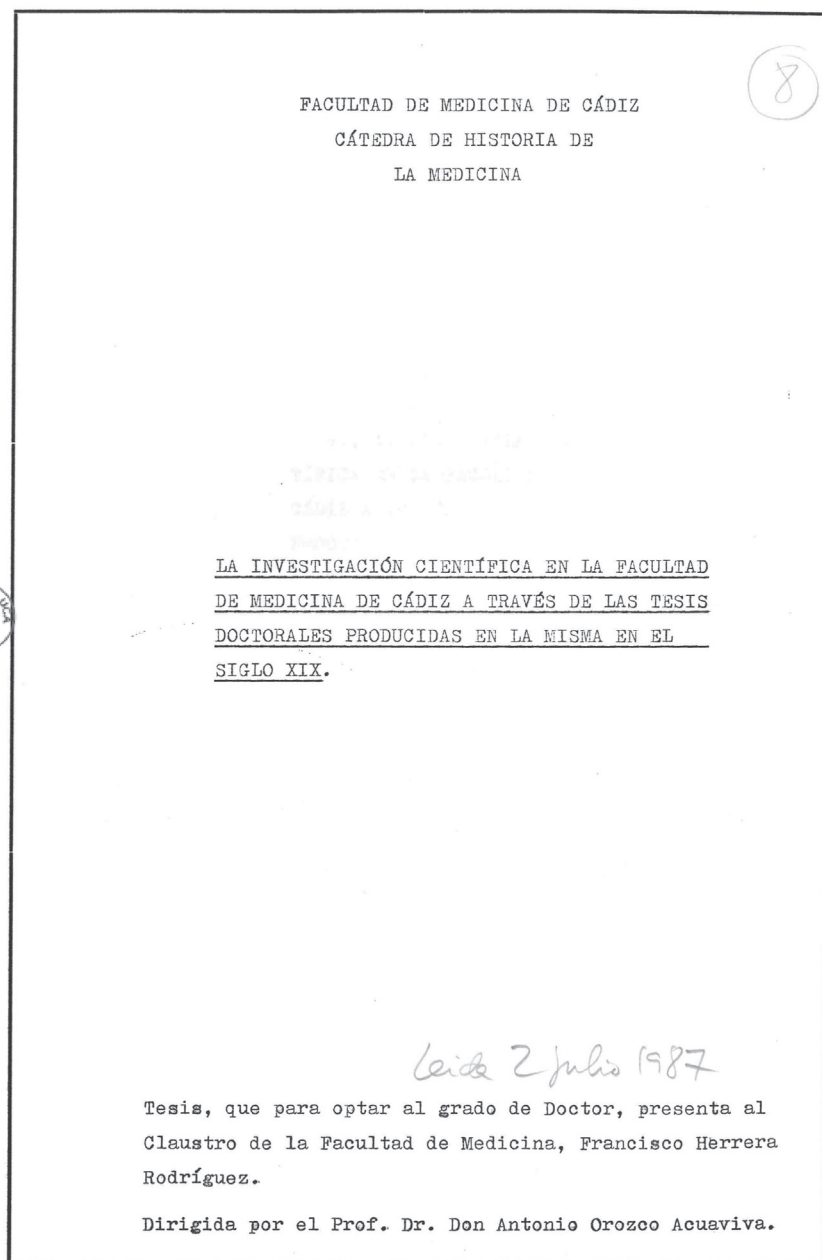 8
FACULTAD DE MEDICINA DE CÁDIZ
CÁTEDRA DE HISTORIA DE
LA MEDICINA
LA INVESTIGACIÓN CIENTÍFICA EN LA FACULTAD
DE MEDICINA DE CÁDIZ A TRAVÉS DE LAS TESIS
DOCTORALES PRODUCIDAS EN LA MISMA EN EL
SIGLO XIX.
Leida 2 julio 1987
Tesis, que para optar al grado de Doctor, presenta al
Claustro de la Facultad de Medicina, Francisco Herrera
Rodríguez.
Dirigida por el Prof. Dr. Don Antonio Orozco Acuaviva.